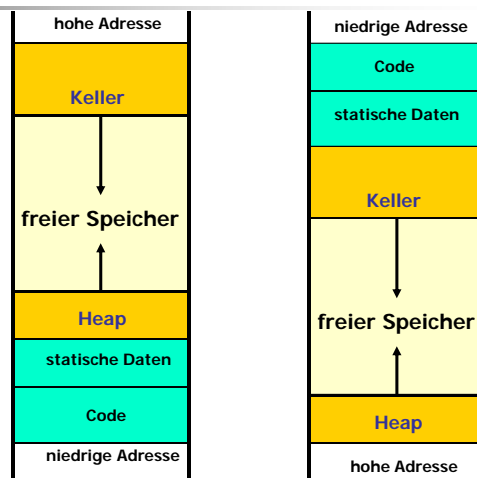 hohe Adresse
Keller
freier Speicher
Heap
statische Daten
Code
niedrige Adresse
niedrige Adresse
Code
statische Daten
Keller
freier Speicher
Heap
hohe Adresse